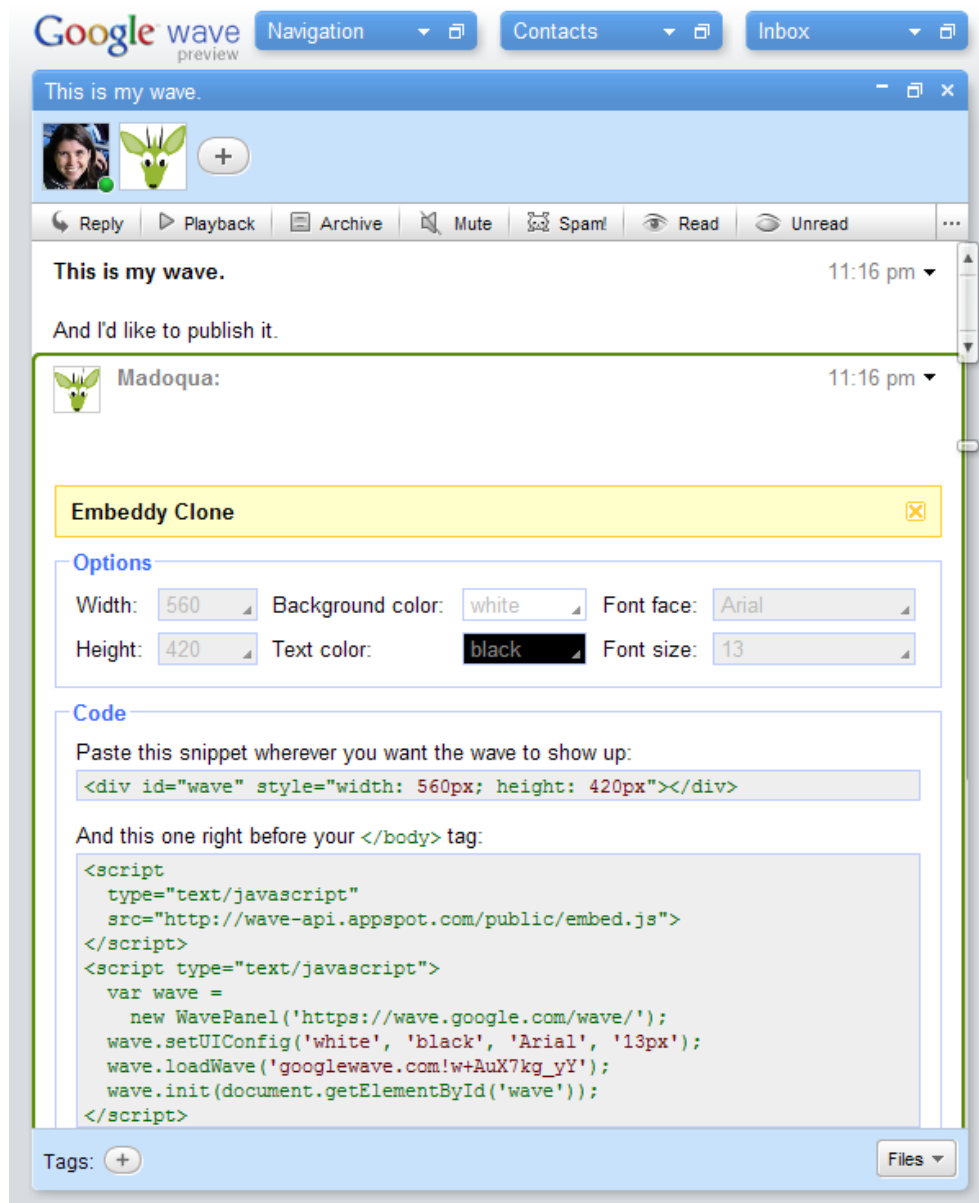 Google wave
preview
Navigation
Contacts
Inbox
This is my wave.
Reply Playback Archive Mute Spam! Read Unread ...
This is my wave. 11:16 pm
And I'd like to publish it.
Madoqua: 11:16 pm
Embeddy Clone
Options
Width: 560 Background color: white Font face: Arial
Height: 420 Text color: black Font size: 13
Code
Paste this snippet wherever you want the wave to show up:
<div id="wave" style="width: 560px; height: 420px"></div>
And this one right before your </body> tag:
<script
type="text/javascript"
src="http://wave-api.appspot.com/public/embed.js">
</script>
<script type="text/javascript">
var wave =
new WavePanel('https://wave.google.com/wave/');
wave.setUIConfig('white', 'black', 'Arial', '13px');
wave.loadWave('googlewave.com!w+AuX7kg_yY');
wave.init(document.getElementById('wave'));
</script>
Tags: + Files